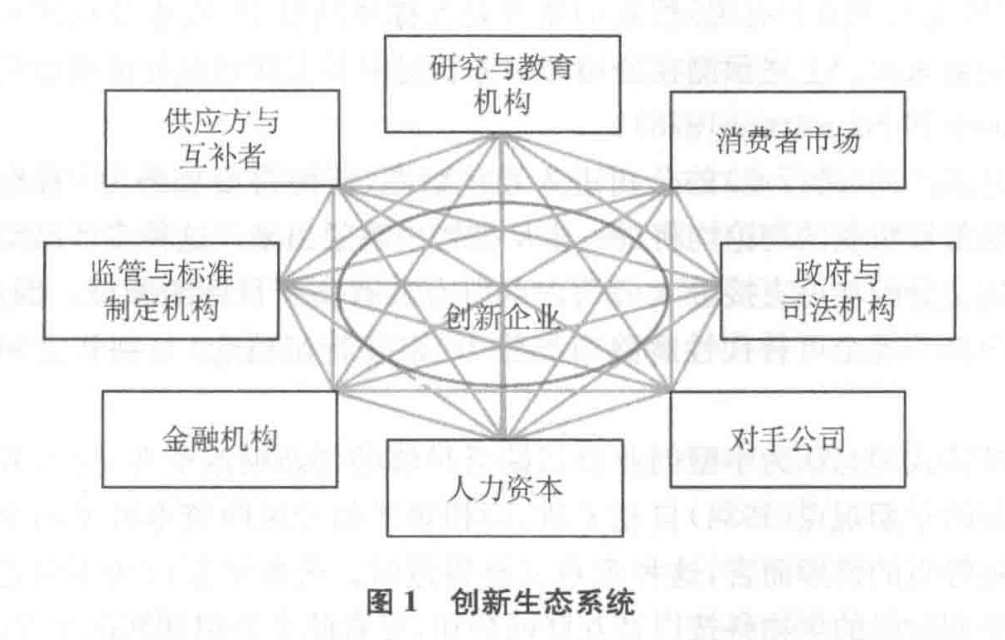 研究与教育
机构
供应方与
互补者
消费者市场
监管与标准
制定机构
创新企业
政府与
司法机构
金融机构
人力资本
对手公司
图1 创新生态系统